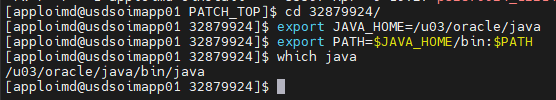 [apploimd@usdsoimapp01 PATCH_TOP]$ cd 32879924/
[apploimd@usdsoimapp01 32879924]$ export JAVA_HOME=/u03/oracle/java
[apploimd@usdsoimapp01 32879924]$ export PATH=$JAVA_HOME/bin:$PATH
[apploimd@usdsoimapp01 32879924]$ which java
/u03/oracle/java/bin/java
[apploimd@usdsoimapp01 32879924]$